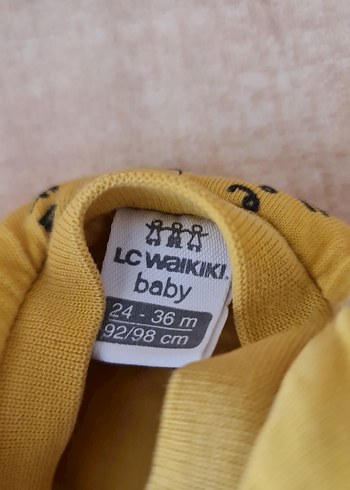 LC WAIKIKI
baby
24 - 36 m
92/98 cm